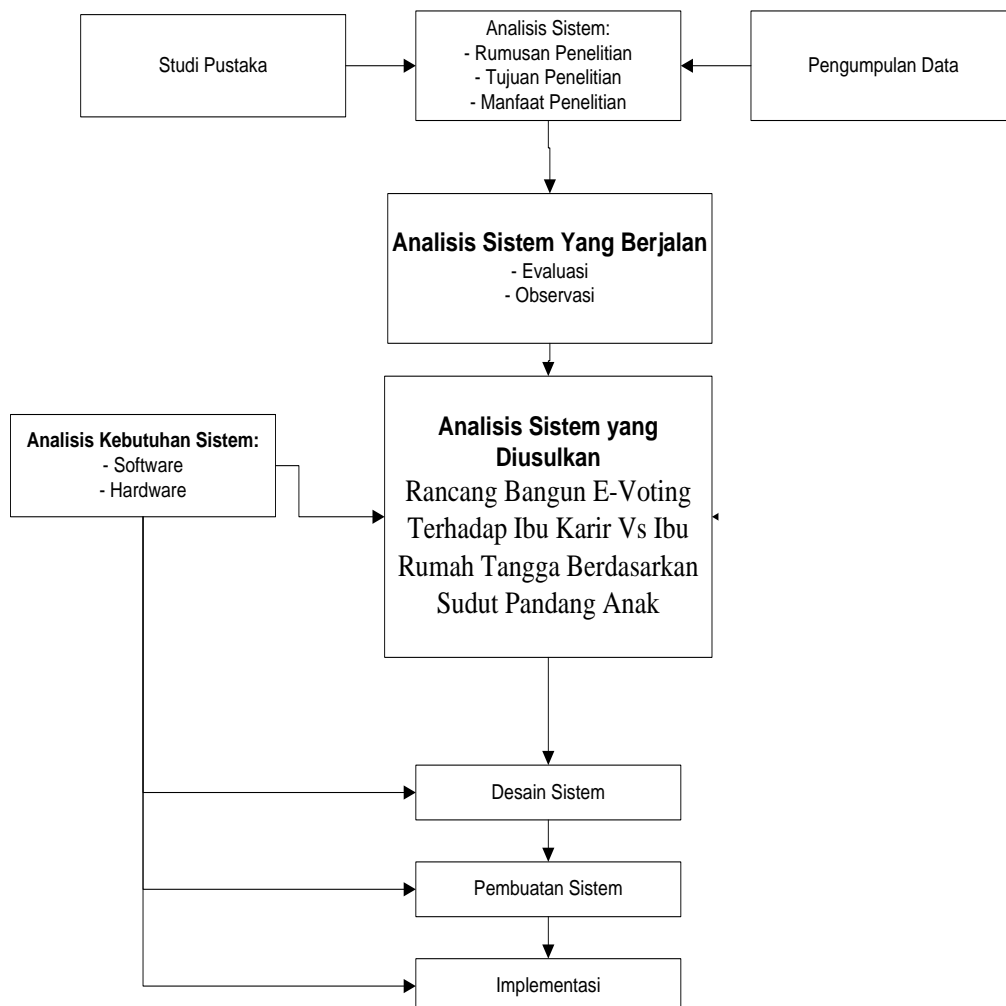 Studi Pustaka
Analisis Sistem:
- Rumusan Penelitian
- Tujuan Penelitian
- Manfaat Penelitian
Pengumpulan Data
Analisis Sistem Yang Berjalan
- Evaluasi
- Observasi
Analisis Kebutuhan Sistem:
- Software
- Hardware
Analisis Sistem yang
Diusulkan
Rancang Bangun E-Voting
Terhadap Ibu Karir Vs Ibu
Rumah Tangga Berdasarkan
Sudut Pandang Anak
Desain Sistem
Pembuatan Sistem
Implementasi